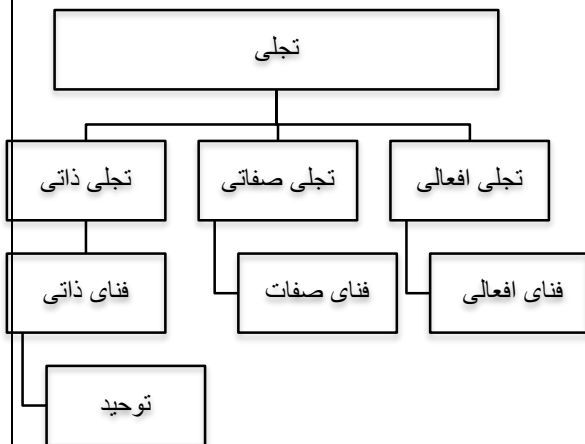 تجلی
تجلی افعالی
تجلی صفاتی
تجلی ذاتی
فنای افعالی
فنای صفات
فنای ذاتی
توحید